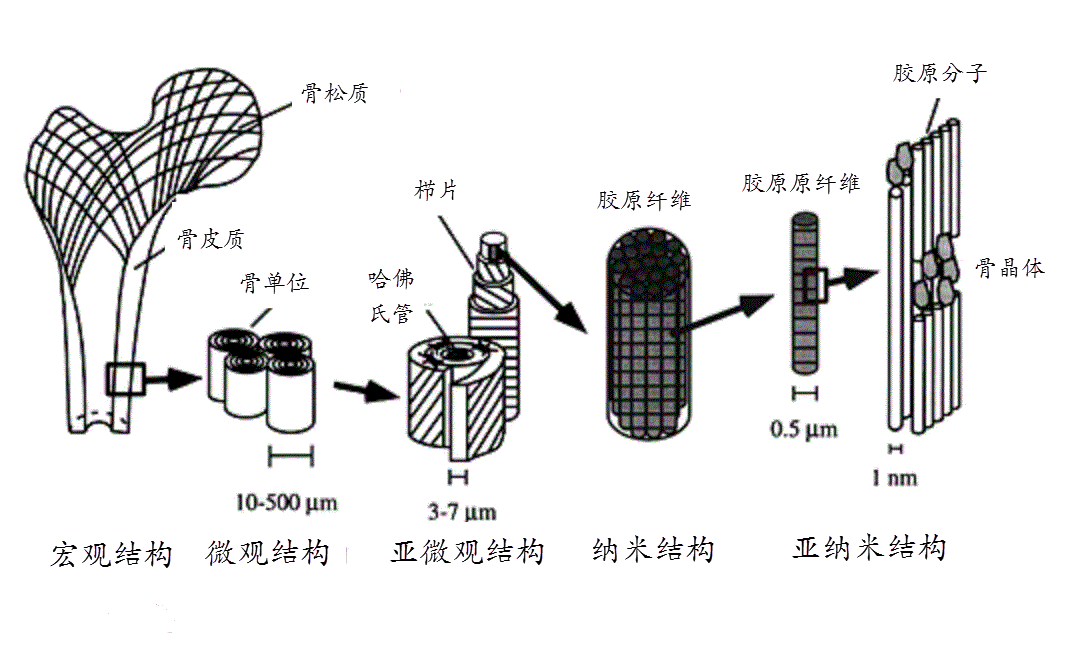 胶原分子
骨松质
栉片
胶原纤维
胶原原纤维
骨皮质
骨单位
哈佛
氏管
骨晶体
0.5 μm
1 nm
10-500 μm
3-7 μm
宏观结构
微观结构
亚微观结构
纳米结构
亚纳米结构